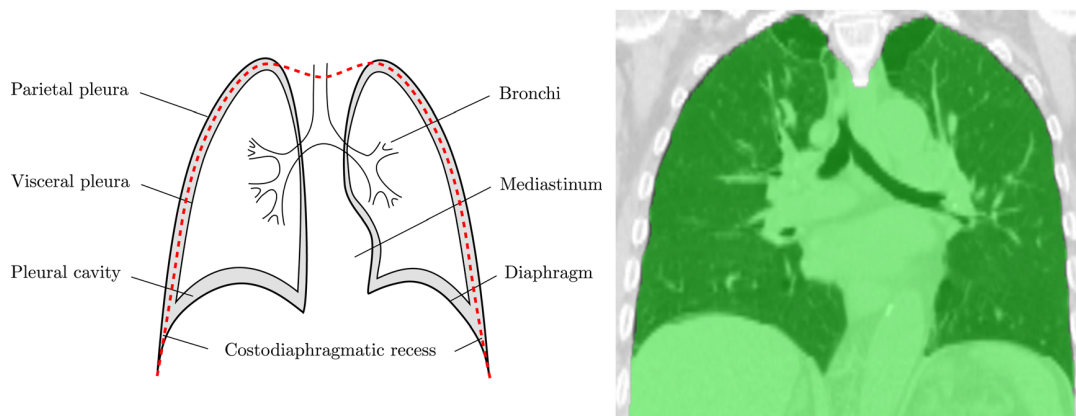 Parietal pleura
Visceral pleura
Pleural cavity
Bronchi
Mediastinum
Diaphragm
Costodiaphragmatic recess